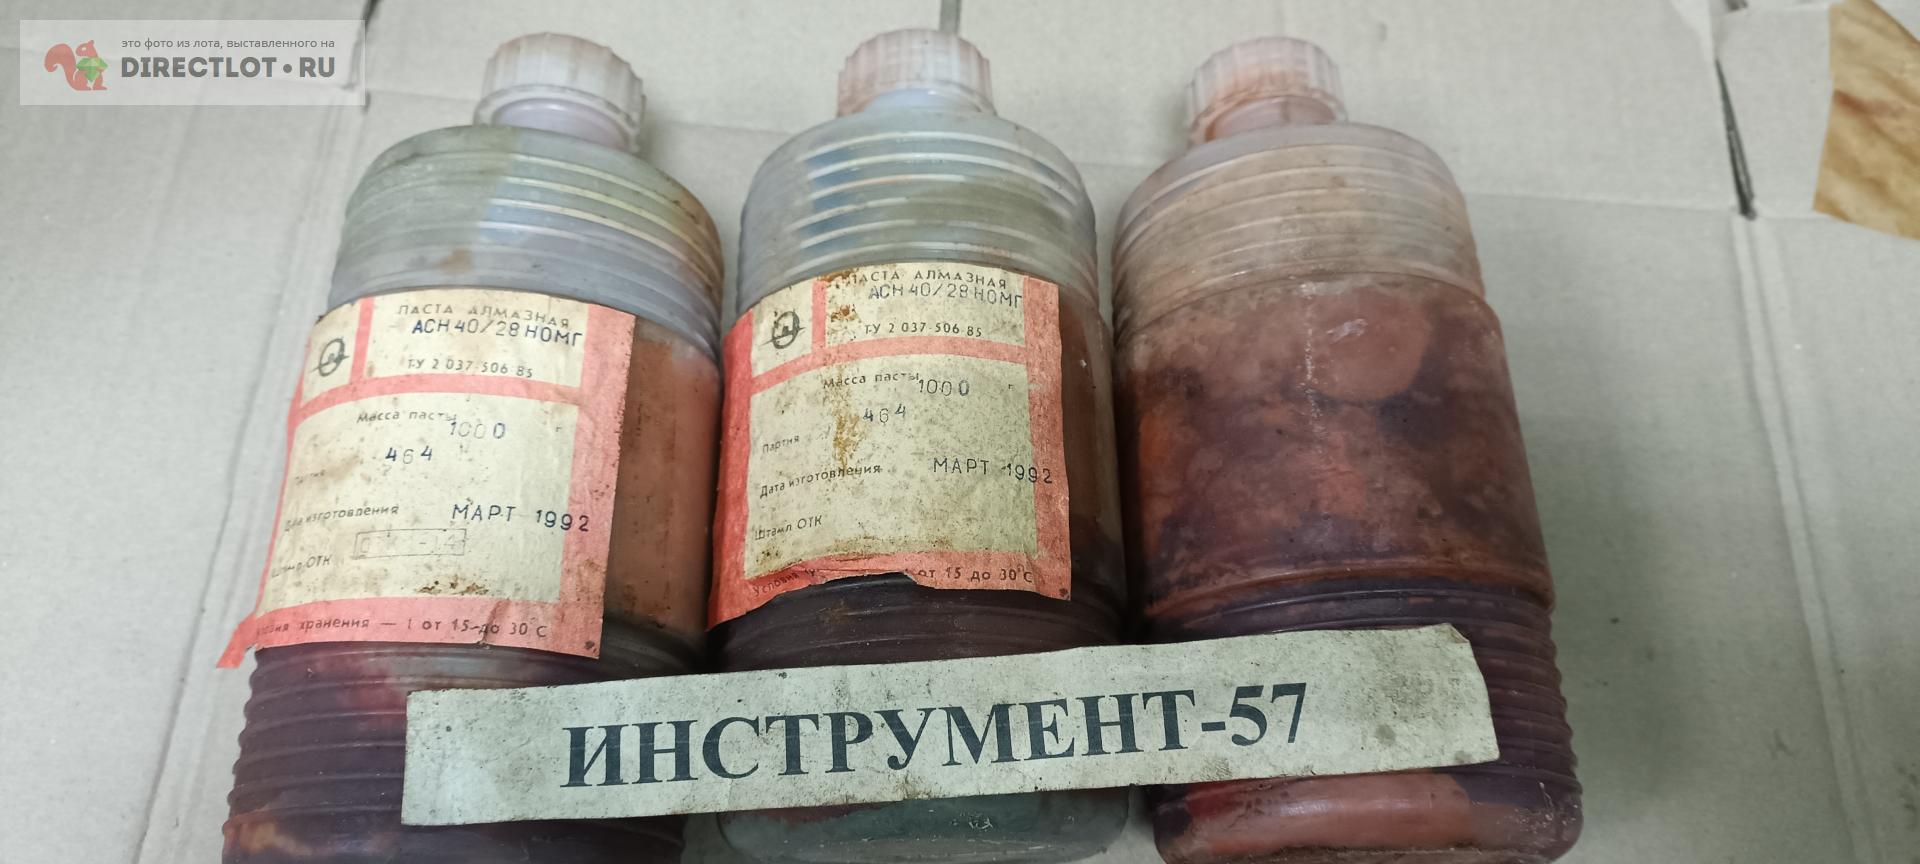 это фото из лота, выставленного на
DIRECTLOT•RU
ПАСТА АЛМАЗНАЯ
АСН 40/28 НОМГ
ТУ 2 037-506 85
Масса пасты 1000 г
464
Дата изготовления МАРТ 1992
Штамп ОТК
хранения — 1 от 15 до 30°С
ПАСТА АЛМАЗНАЯ
АСН 40/28 НОМГ
ТУ 2 037-506 85
Масса пасты 1000 г
Партия 464
Дата изготовления МАРТ 1992
Штамп ОТК
от 15 до 30°С
ИНСТРУМЕНТ-57